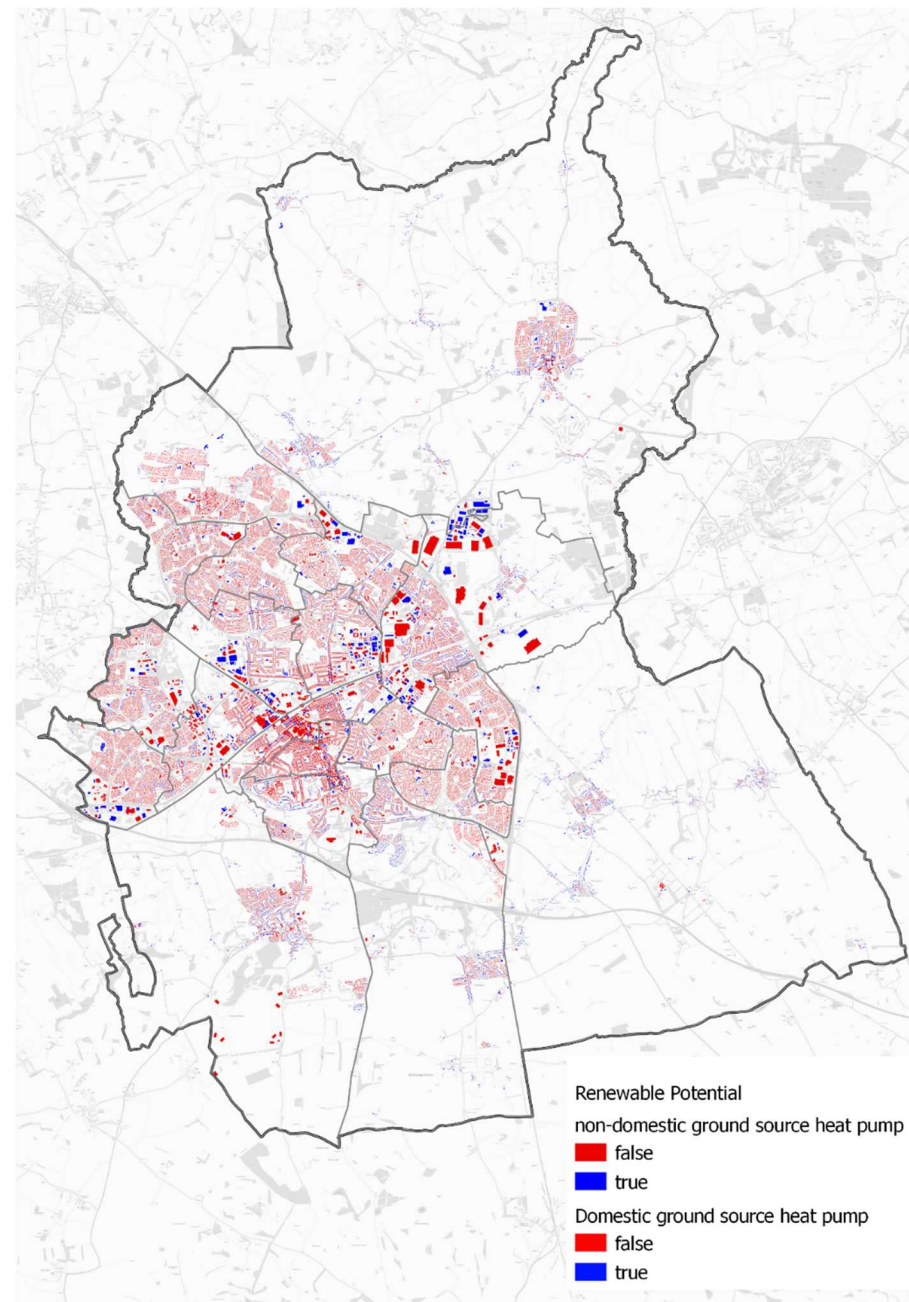 Renewable Potential
non-domestic ground source heat pump
false
true
Domestic ground source heat pump
false
true